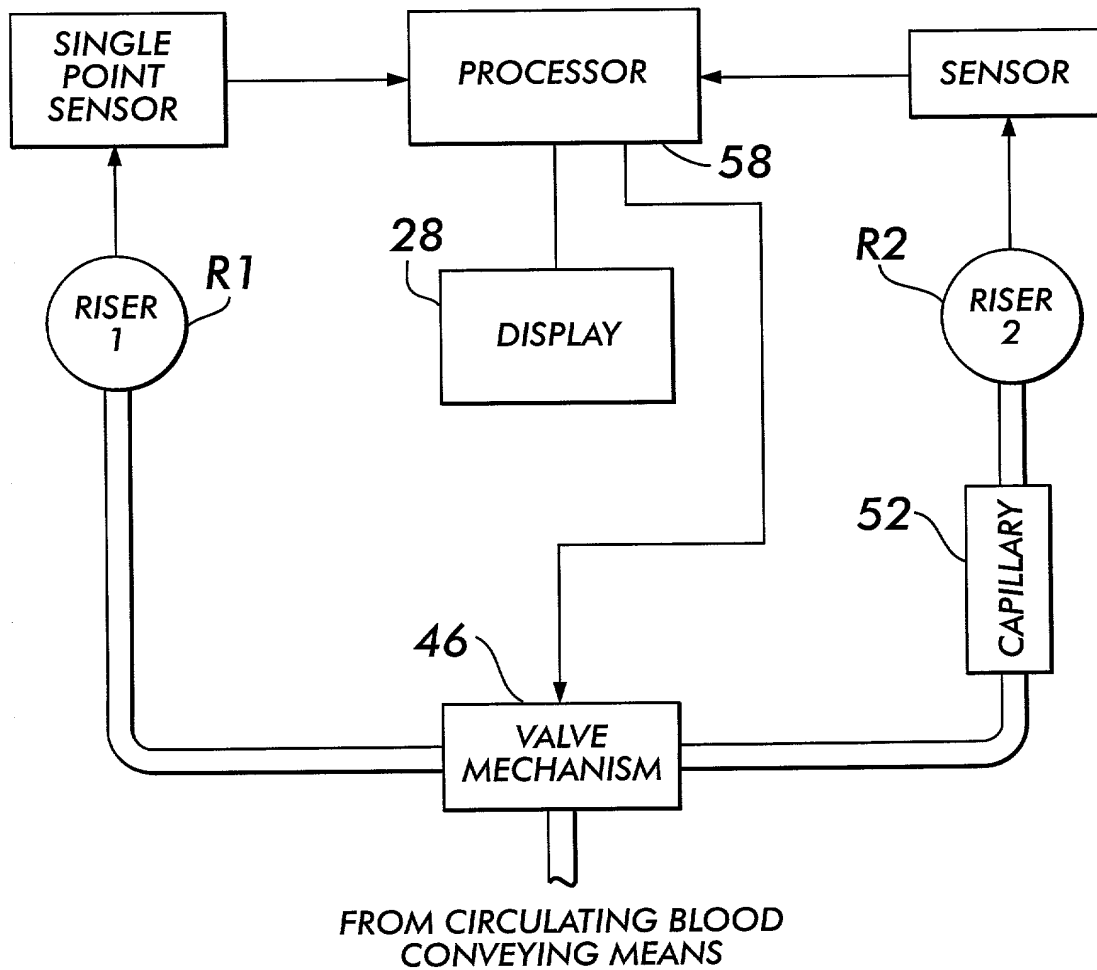 SINGLE
POINT
SENSOR
PROCESSOR
SENSOR
58
28
DISPLAY
R1
RISER
1
R2
RISER
2
52
CAPILLARY
46
VALVE
MECHANISM
FROM CIRCULATING BLOOD
CONVEYING MEANS